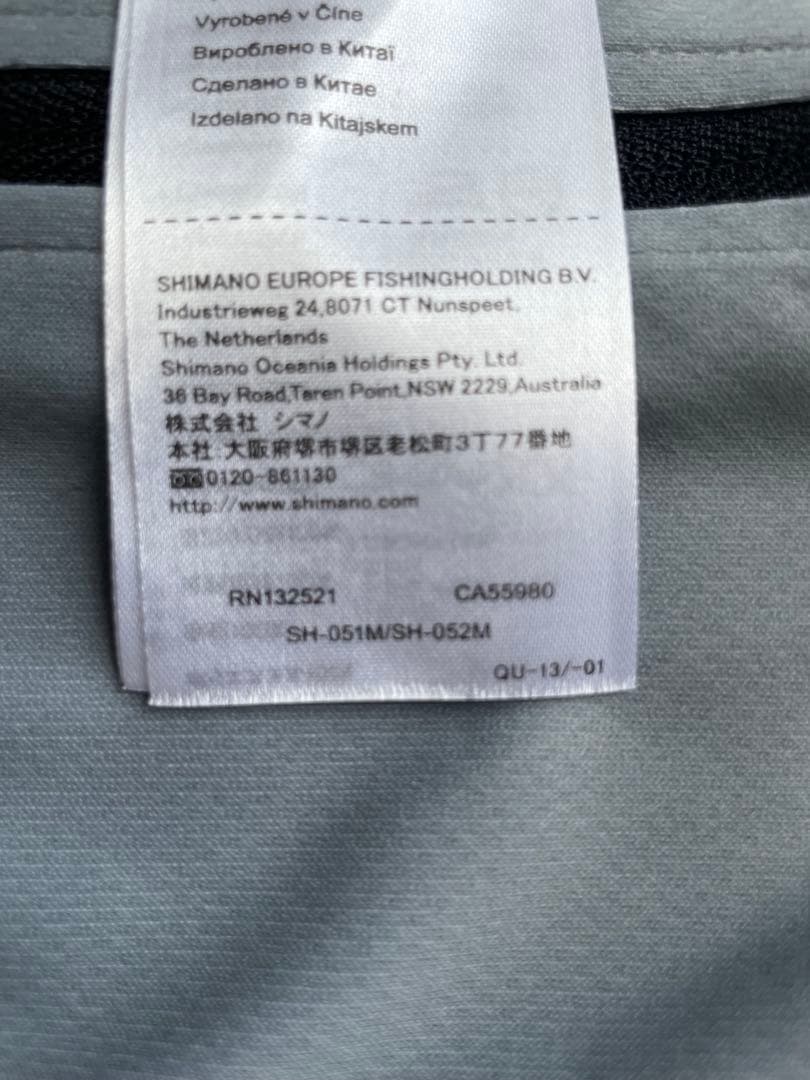 Vyrobené v Číne
Вироблено в Китаї
Сделано в Китае
Izdelano na Kitajskem
SHIMANO EUROPE FISHINGHOLDING B.V.
Industrieweg 24,8071 CT Nunspeet,
The Netherlands
Shimano Oceania Holdings Pty. Ltd.
36 Bay Road,Taren Point,NSW 2229,Australia
株式会社 シマノ
本社:大阪府堺市堺区老松町3丁77番地
0120-861130
http://www.shimano.com
RN132521 CA55980
SH-051M/SH-052M
QU-13/-01